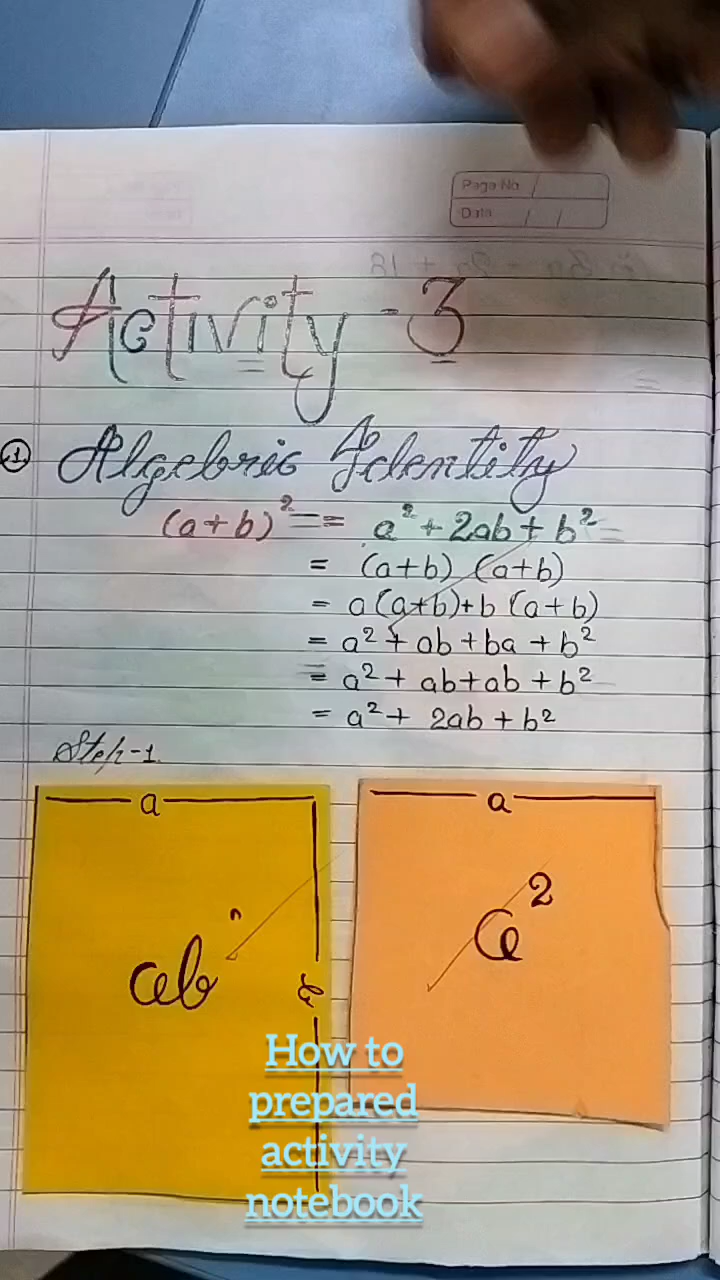 Page No
Date / /
Activity - 3
1. Algebric Identity
(a+b)² == a² + 2ab + b²
= (a+b) (a+b)
= a(a+b)+b (a+b)
= a² + ab + ba + b²
= a² + ab + ab + b²
= a² + 2ab + b²
Step-1
a
a
ab
b
a²
How to
prepared
activity
notebook